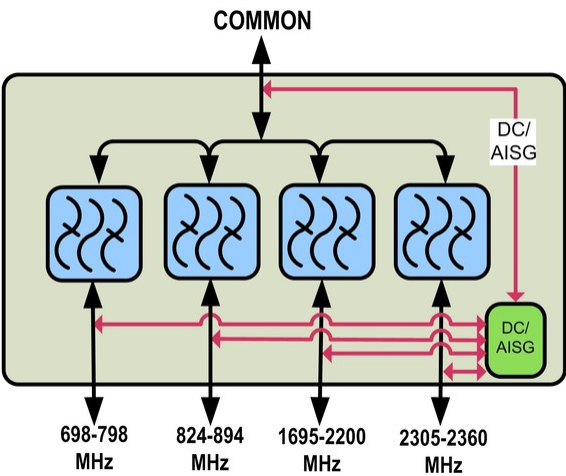 COMMON
DC/
AISG
DC/
AISG
698-798
MHz
824-894
MHz
1695-2200
MHz
2305-2360
MHz